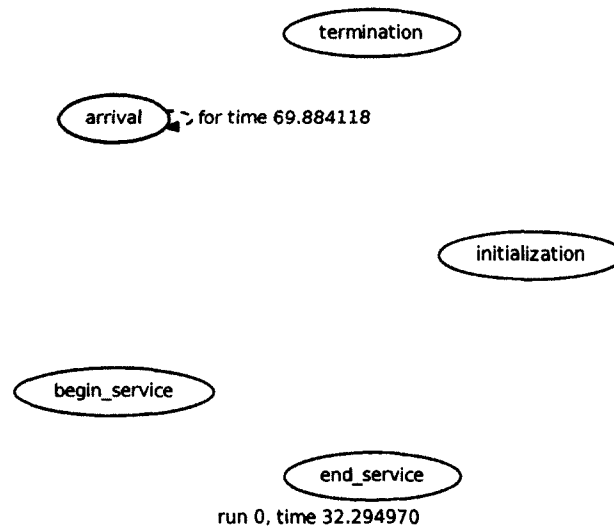 termination
arrival
for time 69.884118
initialization
begin_service
end_service
run 0, time 32.294970